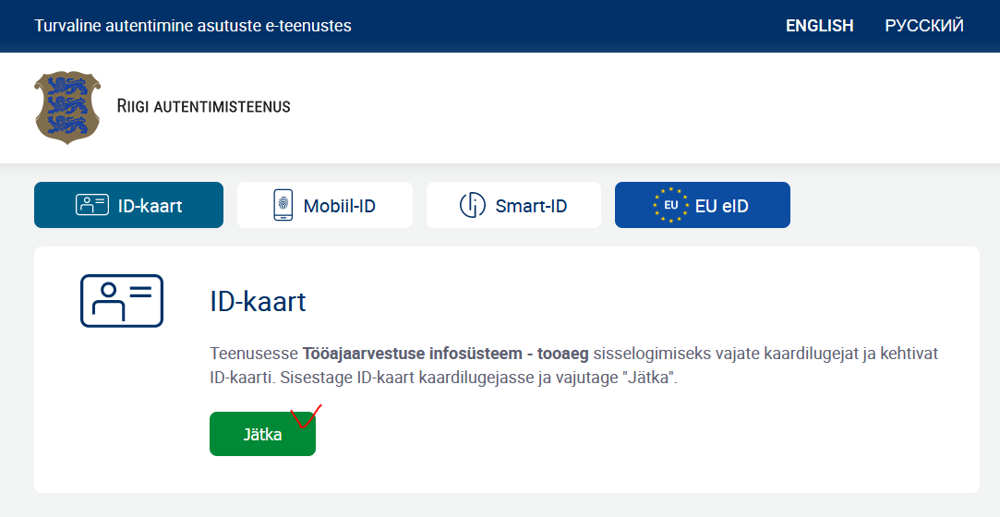 Turvaline autentimine asutuste e-teenustes
ENGLISH РУССКИЙ
RIIGI AUTENTIMISTEENUS
ID-kaart Mobiil-ID Smart-ID EU EU eID
ID-kaart
Teenusesse Tööajaarvestuse infosüsteem - tooaeg sisselogimiseks vajate kaardilugejat ja kehtivat
ID-kaarti. Sisestage ID-kaart kaardilugejasse ja vajutage "Jätka".
Jätka